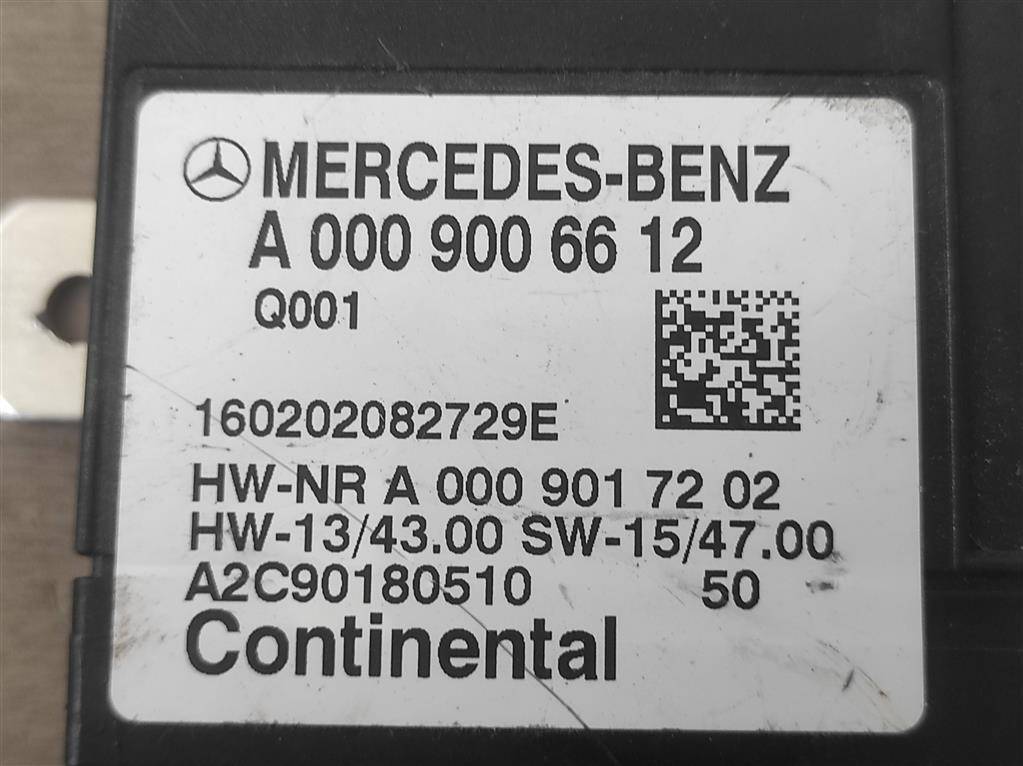 MERCEDES-BENZ
A 000 900 66 12
Q001
160202082729E
HW-NR A 000 901 72 02
HW-13/43.00 SW-15/47.00
A2C90180510 50
Continental